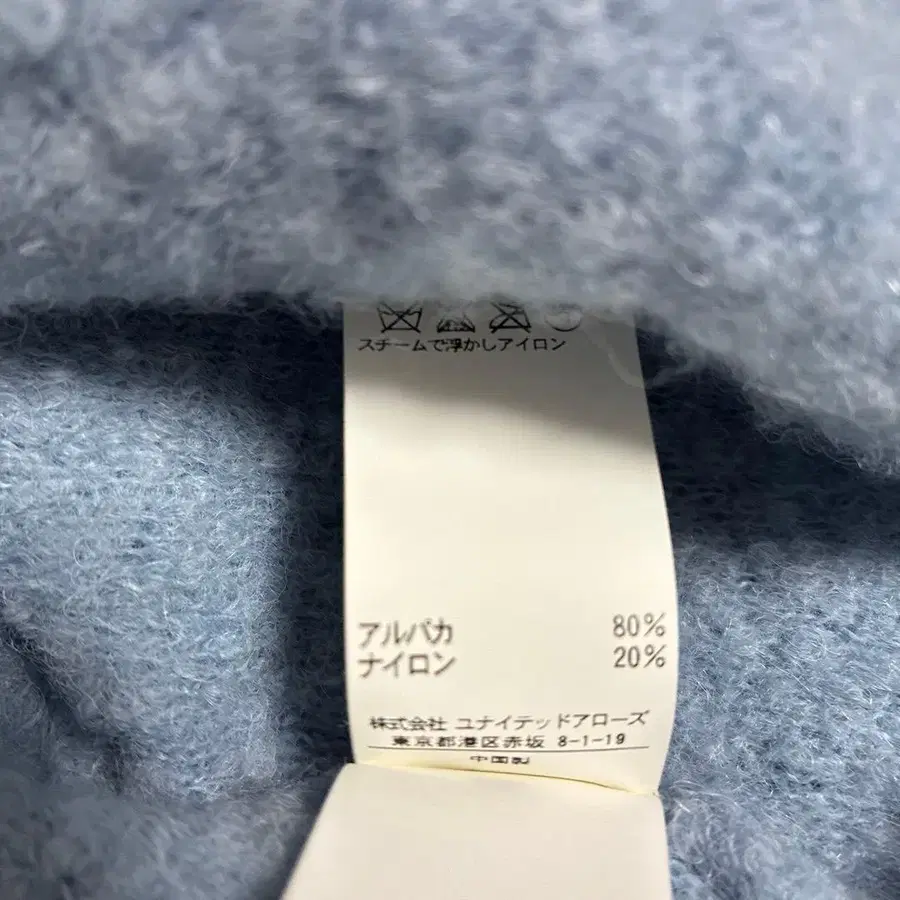 スチームで浮かしアイロン
アルパカ 80%
ナイロン 20%
株式会社 ユナイテッドアローズ
東京都港区赤坂 8-1-19
中国製